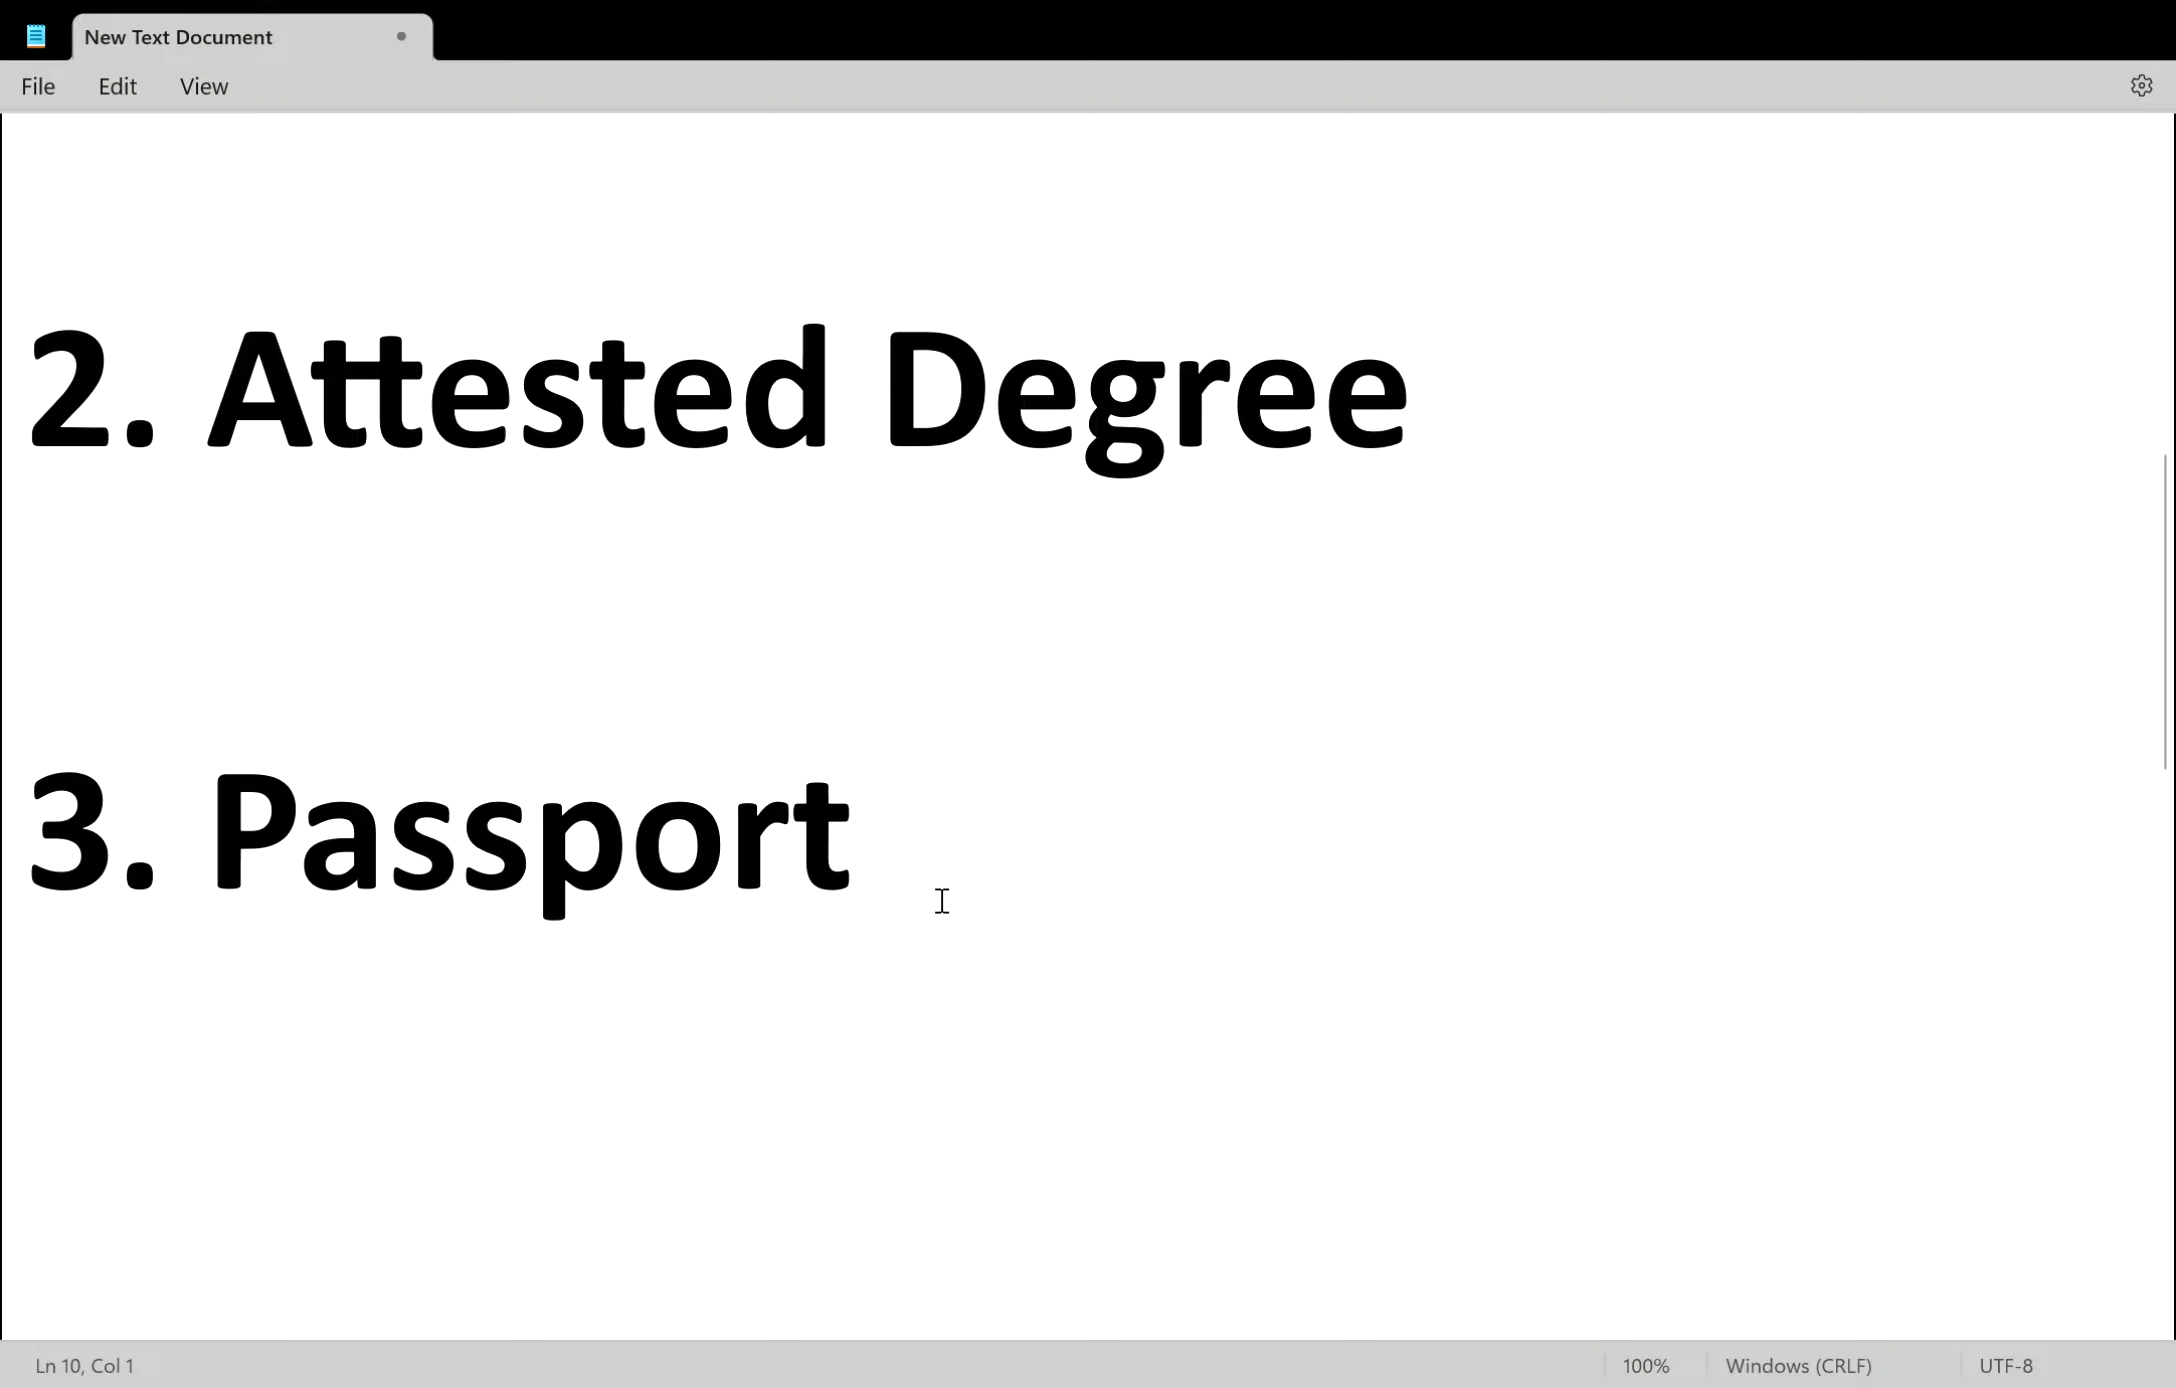 New Text Document
File Edit View
2. Attested Degree
3. Passport
Ln 10, Col 1 100% Windows (CRLF) UTF-8